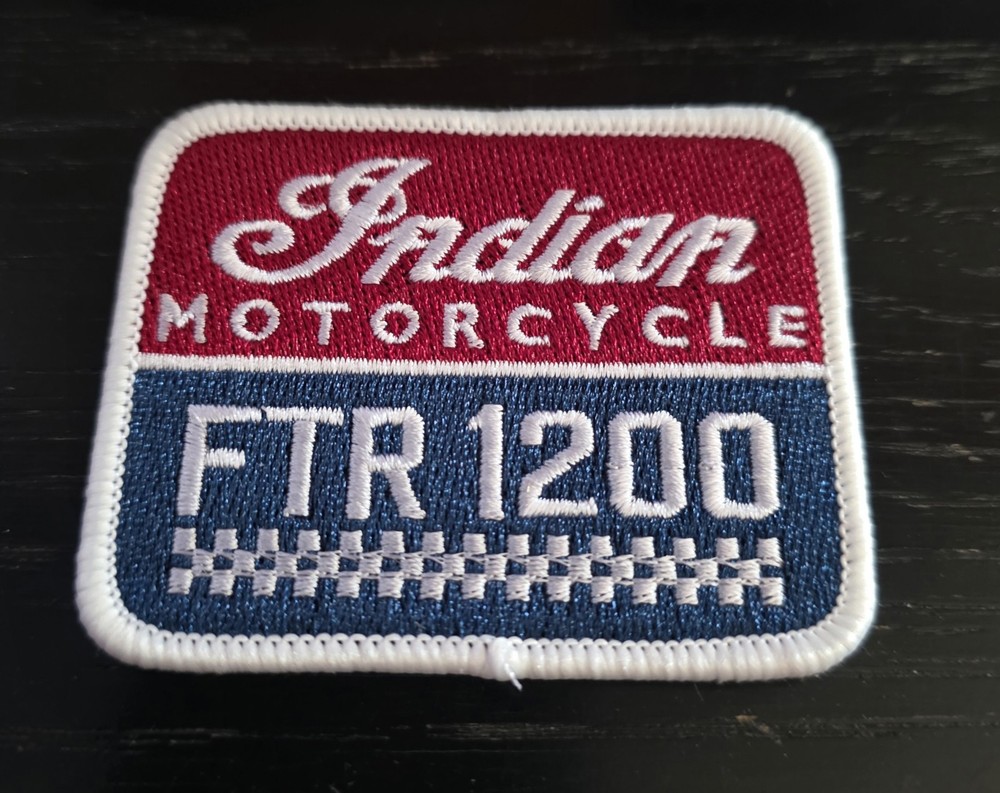 Indian
MOTORCYCLE
FTR 1200